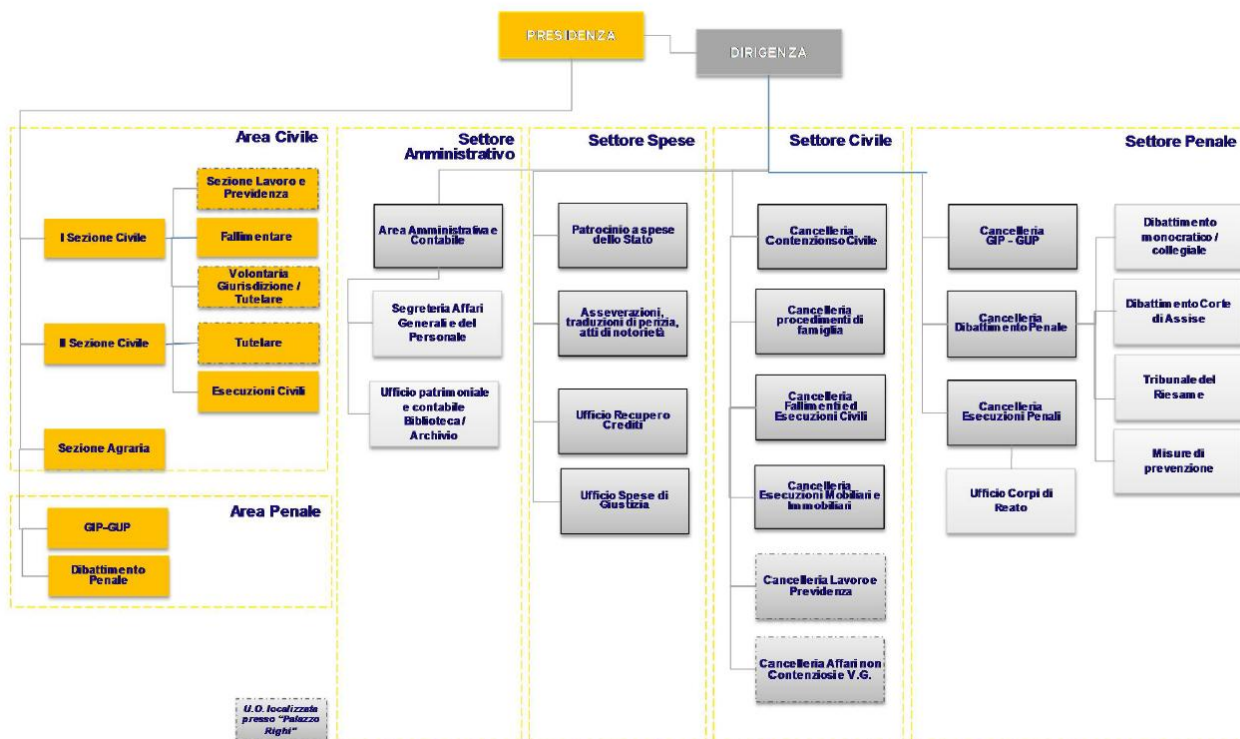 PRESIDENZA
DIRIGENZA
Area Civile
Sezione Lavoro e
Previdenza
I Sezione Civile
Fallimentare
Volontaria
Giurisdizione /
Tutelare
II Sezione Civile
Tutelare
Esecuzioni Civili
Sezione Agraria
Area Penale
GIP-GUP
Dibattimento
Penale
U.O. localizzata
presso "Palazzo
Righi"
Settore
Amministrativo
Area Amministrativa e
Contabile
Segreteria Affari
Generali e del
Personale
Ufficio patrimoniale
e contabile
Biblioteca /
Archivio
Settore Spese
Patrocinio a spese
dello Stato
Asseverazioni,
traduzioni di perizia,
atti di notorietà
Ufficio Recupero
Crediti
Ufficio Spese di
Giustizia
Settore Civile
Cancelleria
Contenzionso Civile
Cancelleria
procedimenti di
famiglia
Cancelleria
Fallimenti ed
Esecuzioni Civili
Cancelleria
Esecuzioni Mobiliari e
Immobiliari
Cancelleria Lavoro e
Previdenza
Cancelleria Affari non
Contenziosi e V.G.
Settore Penale
Cancelleria
GIP - GUP
Cancelleria
Dibattimento Penale
Cancelleria
Esecuzioni Penali
Ufficio Corpi di
Reato
Dibattimento
monocratico /
collegiale
Dibattimento Corte
di Assise
Tribunale del
Riesame
Misure di
prevenzione